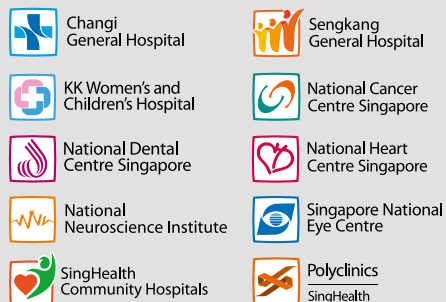 Changi
General Hospital
Sengkang
General Hospital
KK Women's and
Children's Hospital
National Cancer
Centre Singapore
National Dental
Centre Singapore
National Heart
Centre Singapore
National
Neuroscience Institute
Singapore National
Eye Centre
SingHealth
Community Hospitals
Polyclinics
SingHealth